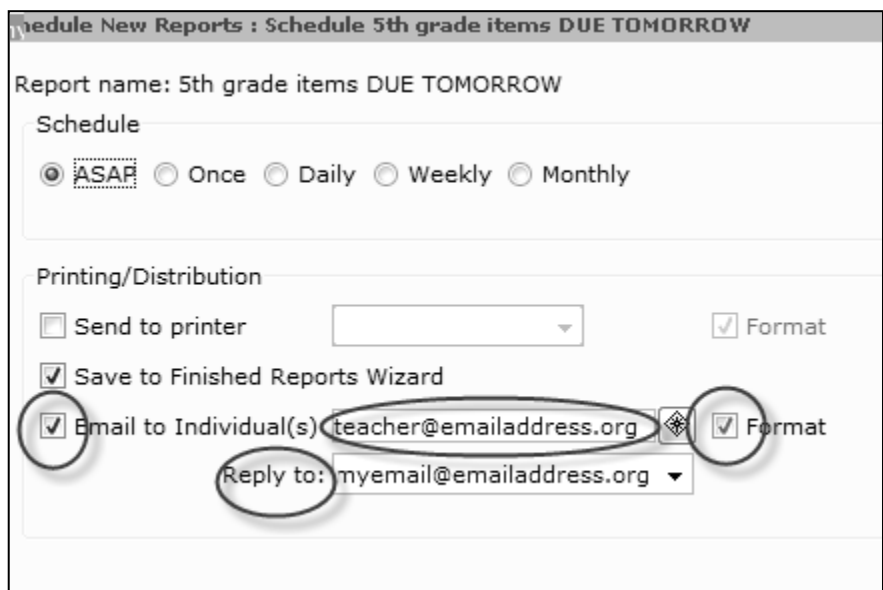 hedule New Reports : Schedule 5th grade items DUE TOMORROW
Report name: 5th grade items DUE TOMORROW
Schedule
ASAP Once Daily Weekly Monthly
Printing/Distribution
Send to printer Format
Save to Finished Reports Wizard
Email to Individual(s) teacher@emailaddress.org Format
Reply to: myemail@emailaddress.org